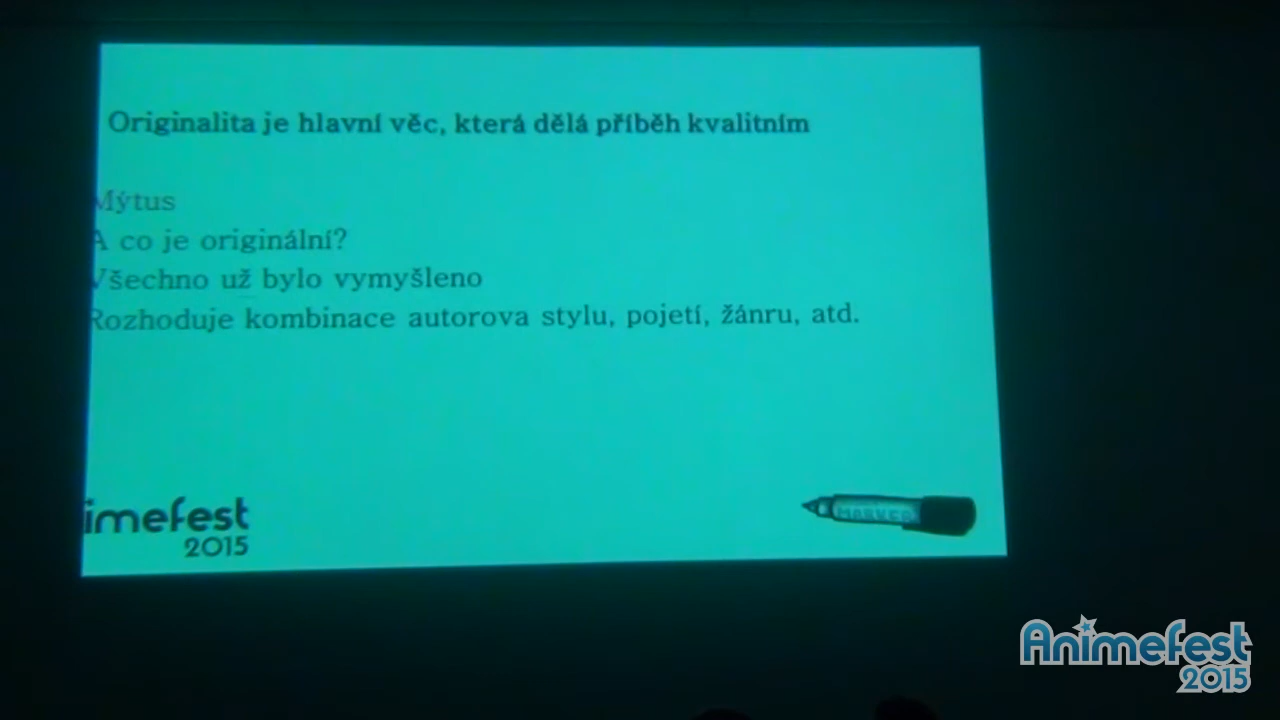 Originalita je hlavní věc, která dělá příběh kvalitním
Mýtus
A co je originální?
Všechno už bylo vymyšleno
Rozhoduje kombinace autorova stylu, pojetí, žánru, atd.
imefest
2015
MARKER
Animefest
2015